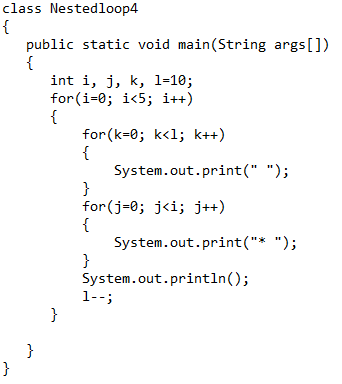 class Nestedloop4
{
   public static void main(String args[])
   {
      int i, j, k, l=10;
      for(i=0; i<5; i++)
      {
          for(k=0; k<l; k++)
          {
              System.out.print(" ");
          }
          for(j=0; j<i; j++)
          {
              System.out.print("* ");
          }
          System.out.println();
          l--;
      }

   }
}